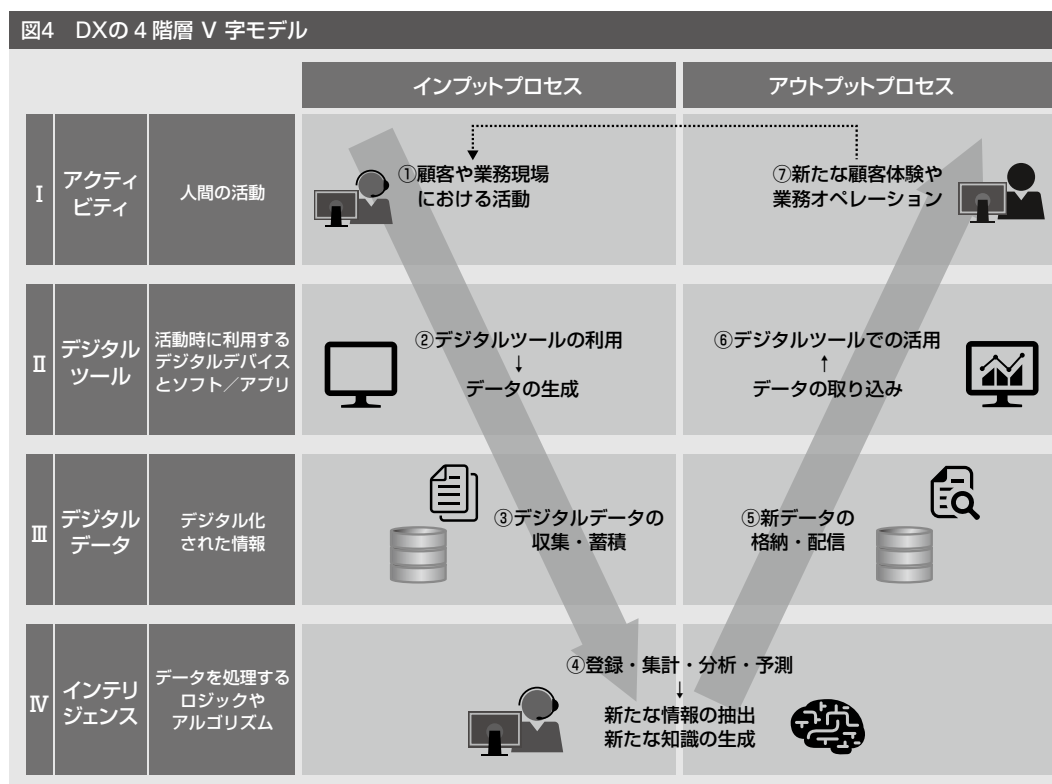 図4 DXの4階層 V 字モデル
インプットプロセス
アウトプットプロセス
Ⅰ
アクティ
ビティ
人間の活動
①顧客や業務現場
における活動
⑦新たな顧客体験や
業務オペレーション
Ⅱ
デジタル
ツール
活動時に利用する
デジタルデバイス
とソフト/アプリ
②デジタルツールの利用
↓
データの生成
⑥デジタルツールでの活用
↑
データの取り込み
Ⅲ
デジタル
データ
デジタル化
された情報
③デジタルデータの
収集・蓄積
⑤新データの
格納・配信
Ⅳ
インテリ
ジェンス
データを処理する
ロジックや
アルゴリズム
④登録・集計・分析・予測
↓
新たな情報の抽出
新たな知識の生成